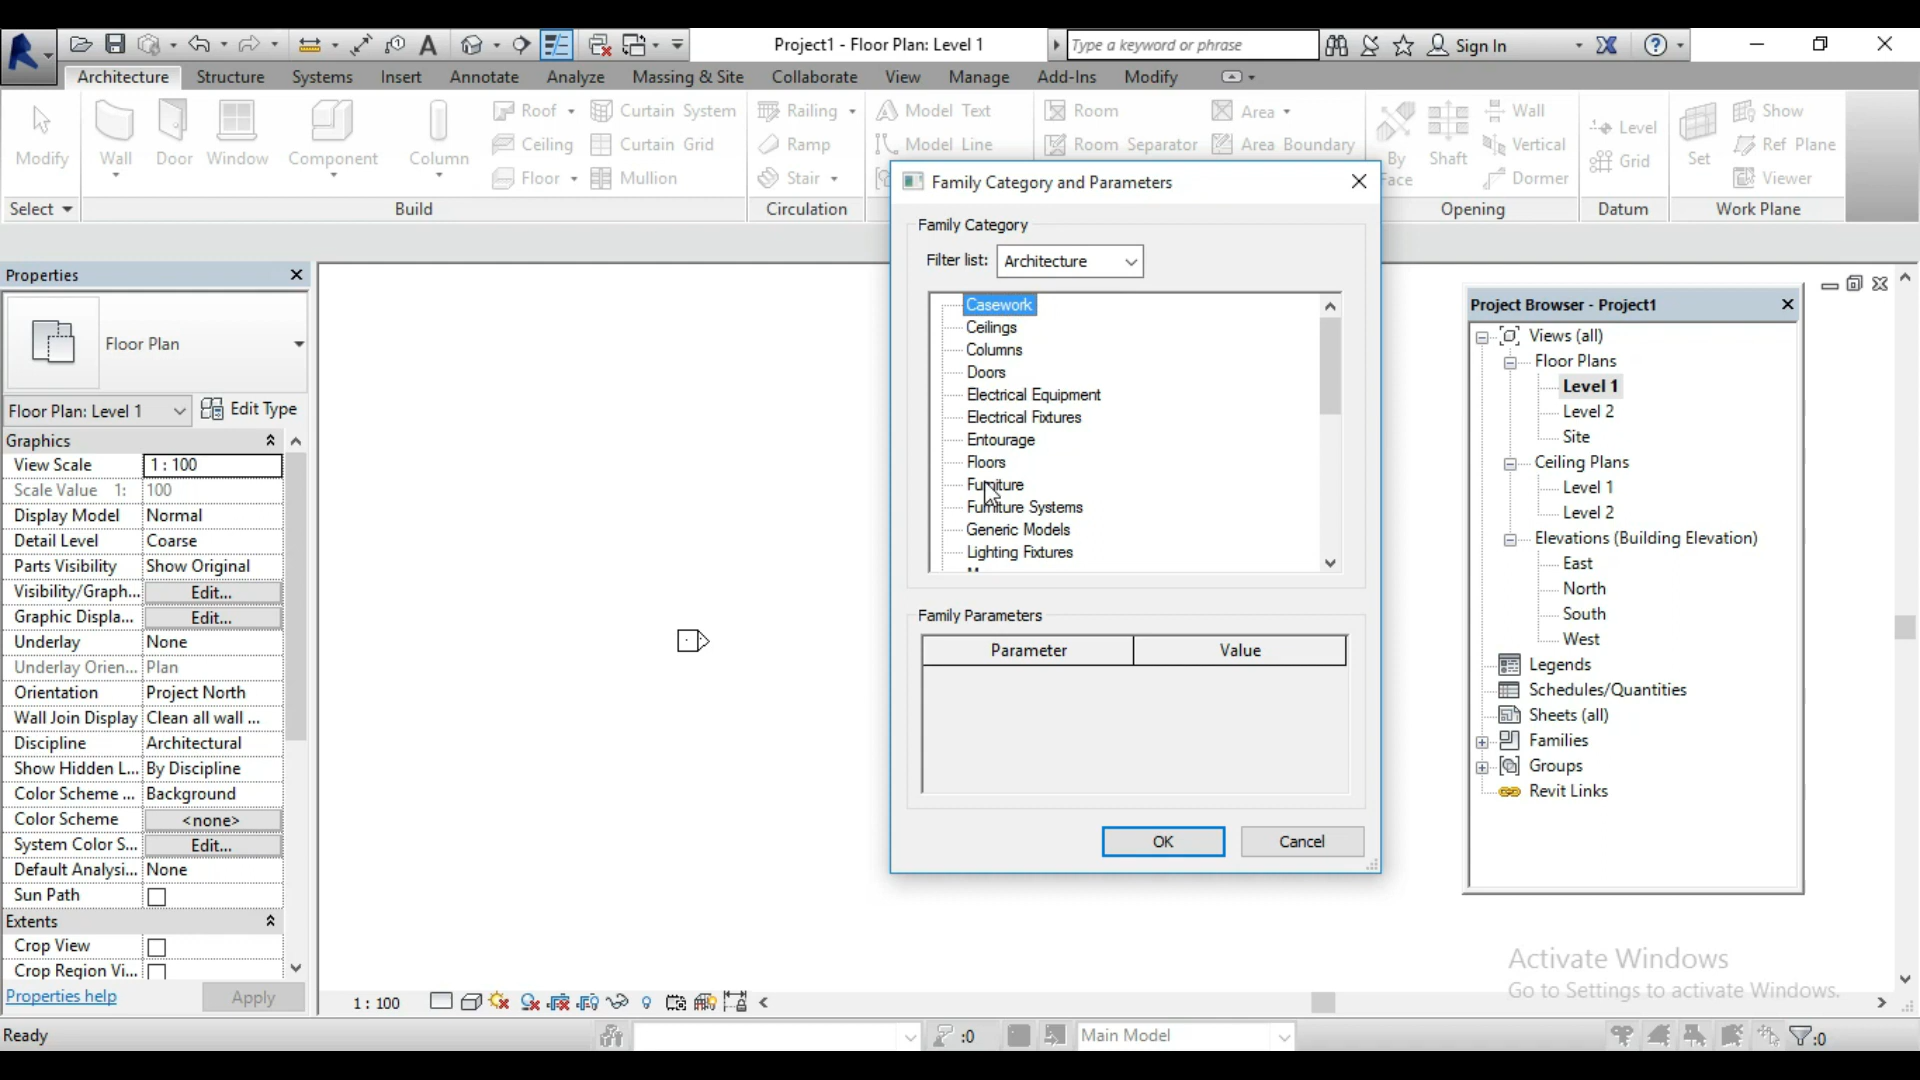 Project1 - Floor Plan: Level 1
Type a keyword or phrase
Sign In
Architecture Structure Systems Insert Annotate Analyze Massing & Site Collaborate View Manage Add-Ins Modify
Modify
Wall
Door
Window
Component
Column
Roof
Ceiling
Floor
Curtain System
Curtain Grid
Mullion
Railing
Ramp
Stair
Model Text
Model Line
Room
Room Separator
Area
Area Boundary
By
Face
Shaft
Wall
Vertical
Dormer
Level
Grid
Set
Show
Ref Plane
Viewer
Select
Build
Circulation
Opening
Datum
Work Plane
Properties
Floor Plan
Floor Plan: Level 1
Edit Type
Graphics
View Scale 1 : 100
Scale Value 1: 100
Display Model Normal
Detail Level Coarse
Parts Visibility Show Original
Visibility/Graph... Edit...
Graphic Displa... Edit...
Underlay None
Underlay Orien... Plan
Orientation Project North
Wall Join Display Clean all wall ...
Discipline Architectural
Show Hidden L... By Discipline
Color Scheme ... Background
Color Scheme <none>
System Color S... Edit...
Default Analysi... None
Sun Path
Extents
Crop View
Crop Region Vi...
Properties help
Apply
Family Category and Parameters
Family Category
Filter list: Architecture
Casework
Ceilings
Columns
Doors
Electrical Equipment
Electrical Fixtures
Entourage
Floors
Furniture
Furniture Systems
Generic Models
Lighting Fixtures
Family Parameters
Parameter Value
OK
Cancel
Project Browser - Project1
Views (all)
Floor Plans
Level 1
Level 2
Site
Ceiling Plans
Level 1
Level 2
Elevations (Building Elevation)
East
North
South
West
Legends
Schedules/Quantities
Sheets (all)
Families
Groups
Revit Links
Activate Windows
Go to Settings to activate Windows.
1 : 100
Ready
:0
Main Model
:0